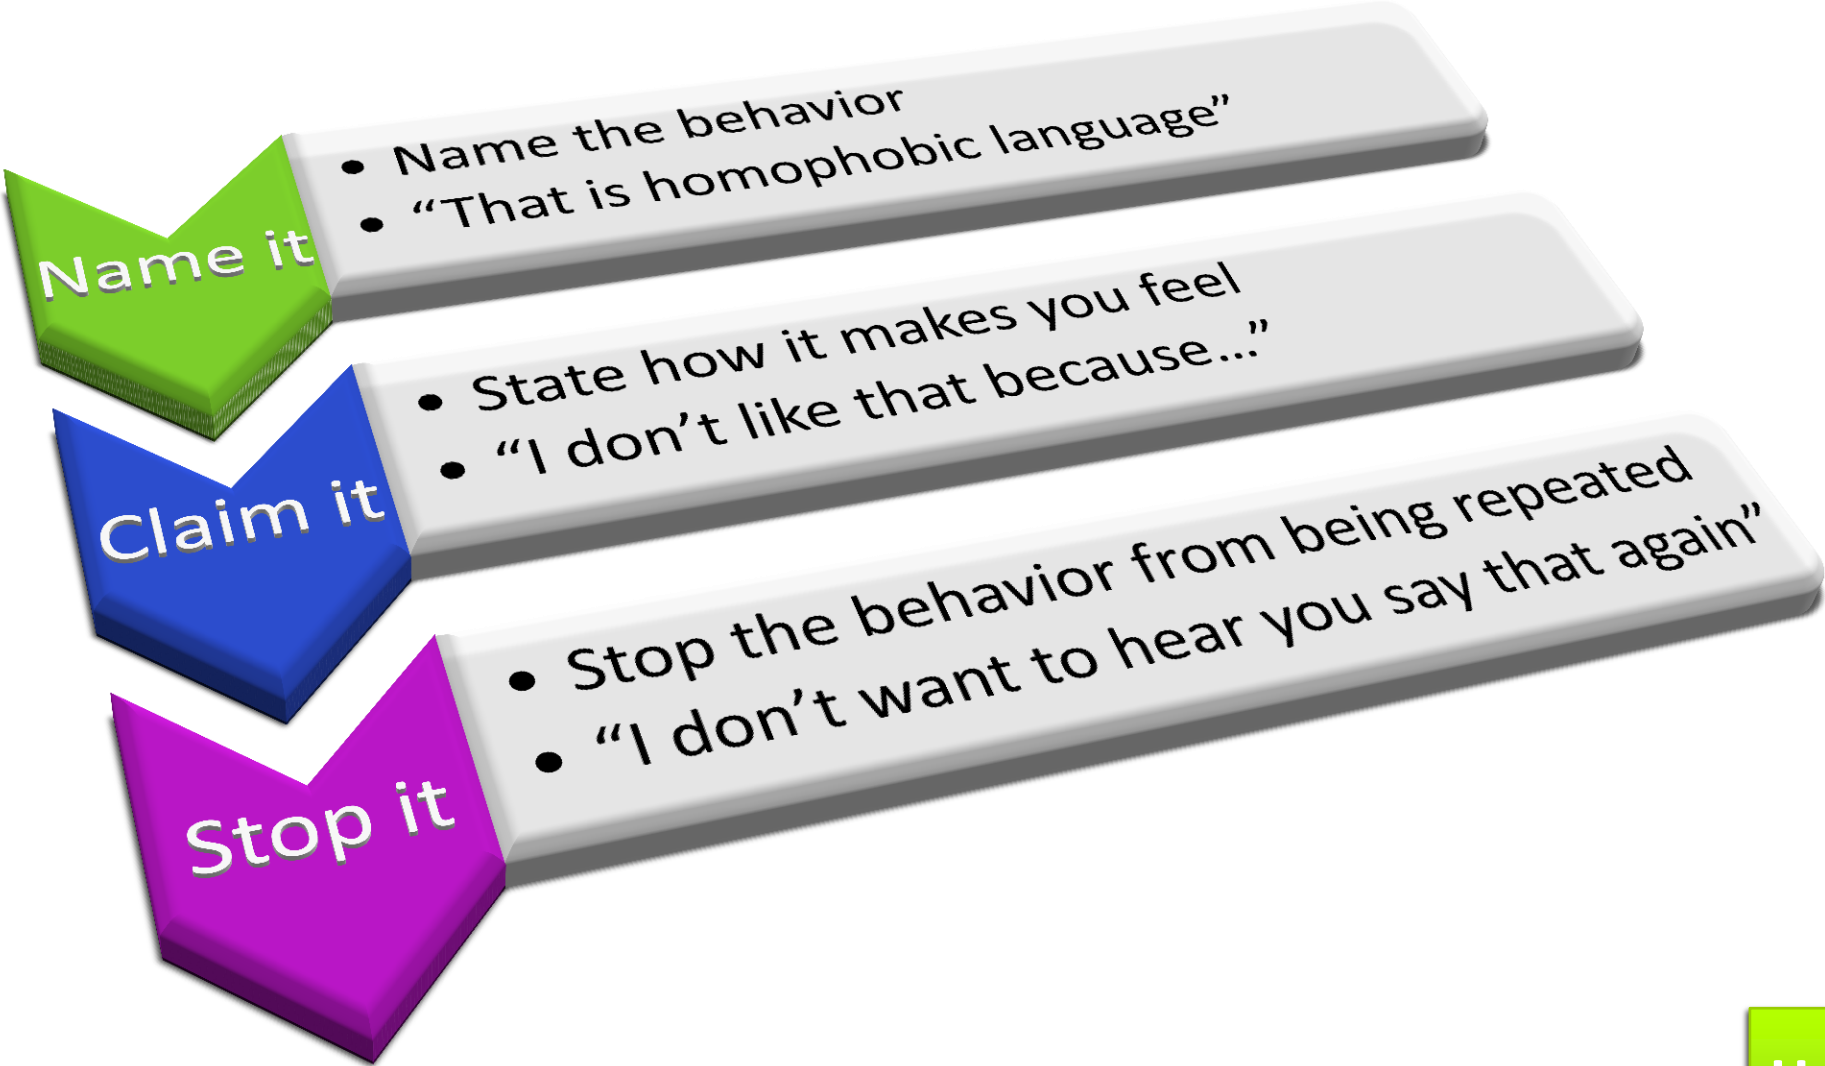 Name it
• Name the behavior
• “That is homophobic language”
Claim it
• State how it makes you feel
• “I don’t like that because...”
Stop it
• Stop the behavior from being repeated
• “I don’t want to hear you say that again”